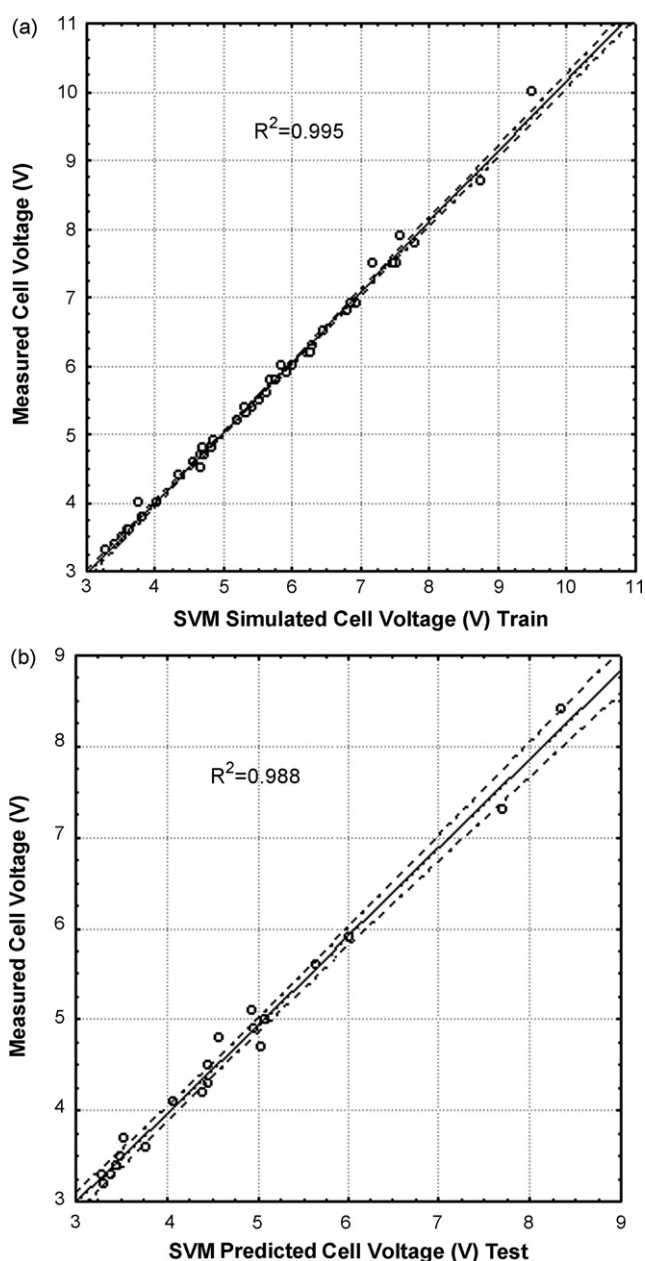 (a)
11
10
9
8
7
6
5
4
3
R²=0.995
Measured Cell Voltage (V)
3 4 5 6 7 8 9 10 11
SVM Simulated Cell Voltage (V) Train
(b)
9
8
7
6
5
4
3
R²=0.988
Measured Cell Voltage (V)
3 4 5 6 7 8 9
SVM Predicted Cell Voltage (V) Test